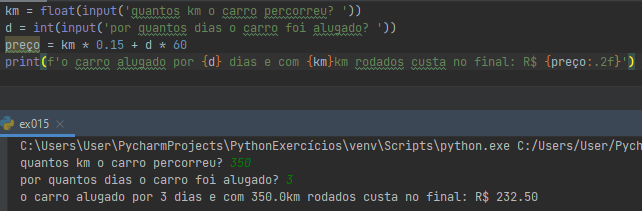 km = float(input('quantos km o carro percorreu? '))
d = int(input('por quantos dias o carro foi alugado? '))
preço = km * 0.15 + d * 60
print(f'o carro alugado por {d} dias e com {km}km rodados custa no final: R$ {preço:.2f}')
ex015
C:\Users\User\PycharmProjects\PythonExercícios\venv\Scripts\python.exe C:/Users/User/Pych
quantos km o carro percorreu? 350
por quantos dias o carro foi alugado? 3
o carro alugado por 3 dias e com 350.0km rodados custa no final: R$ 232.50